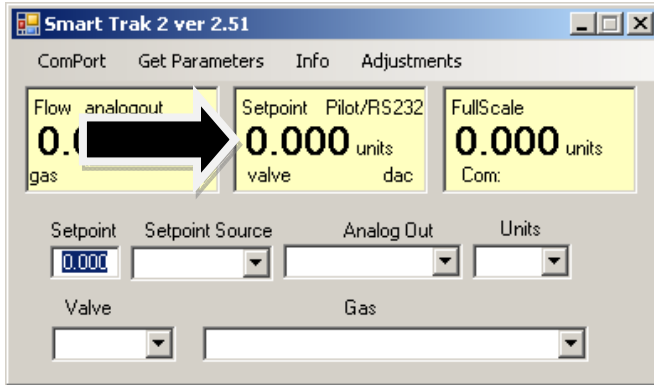 Smart Trak 2 ver 2.51
ComPort Get Parameters Info Adjustments
Flow analogout Setpoint Pilot/RS232 FullScale
0.000 units 0.000 units
gas valve dac Com:
Setpoint Setpoint Source Analog Out Units
0.000
Valve Gas